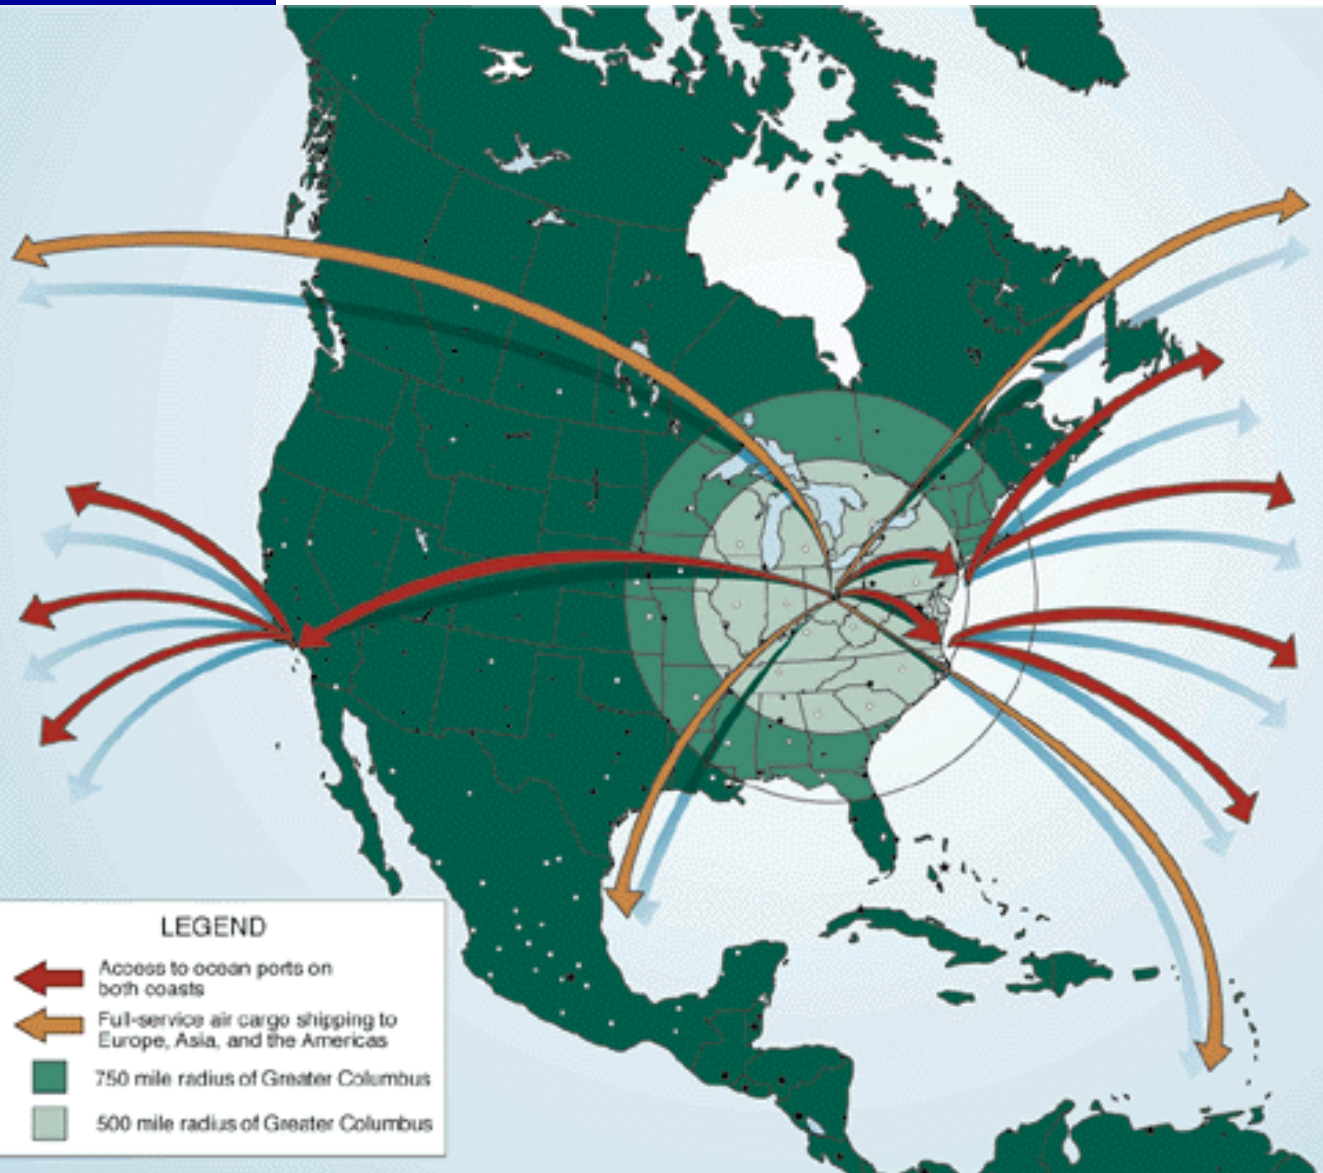 LEGEND
Access to ocean ports on
both coasts
Full-service air cargo shipping to
Europe, Asia, and the Americas
750 mile radius of Greater Columbus
500 mile radius of Greater Columbus